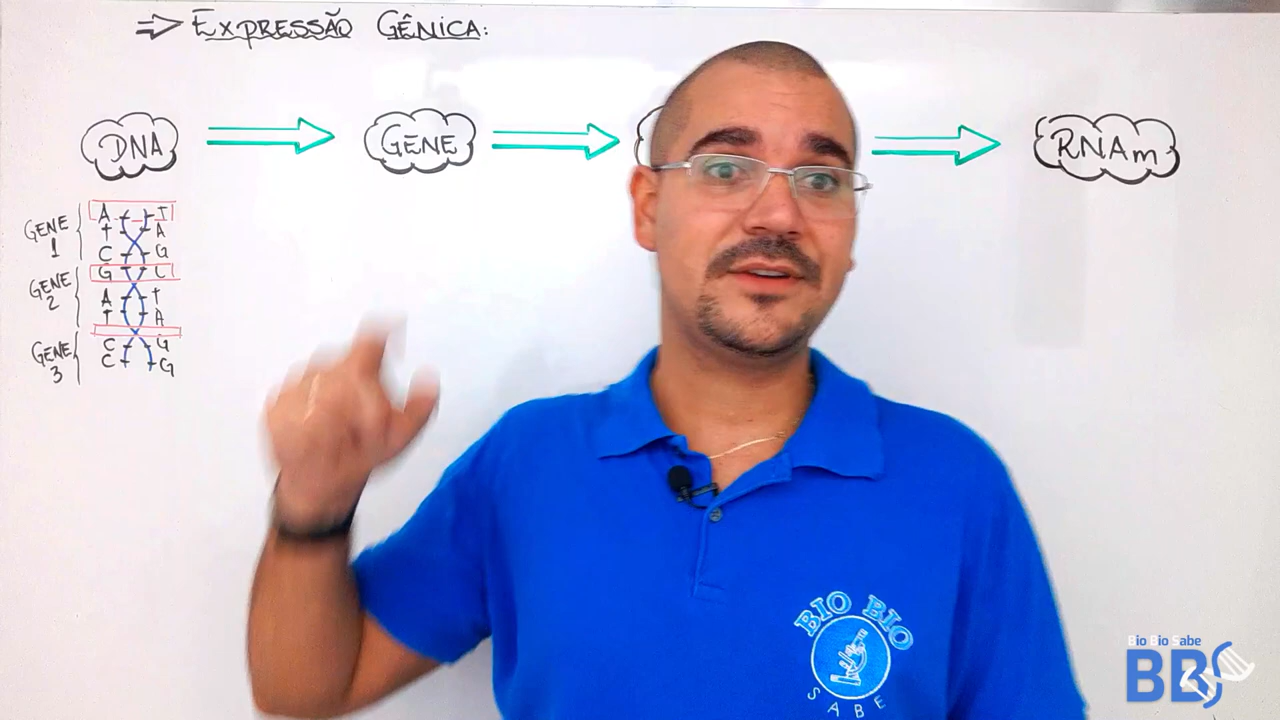 ⇒ EXPRESSÃO GÊNICA:
DNA
GENE
RNAm
GENE 1
A T
T A
C G
GENE 2
G C
A T
T A
GENE 3
C G
C G
BIO BIO
SABE
Bio Bio Sabe
BBS